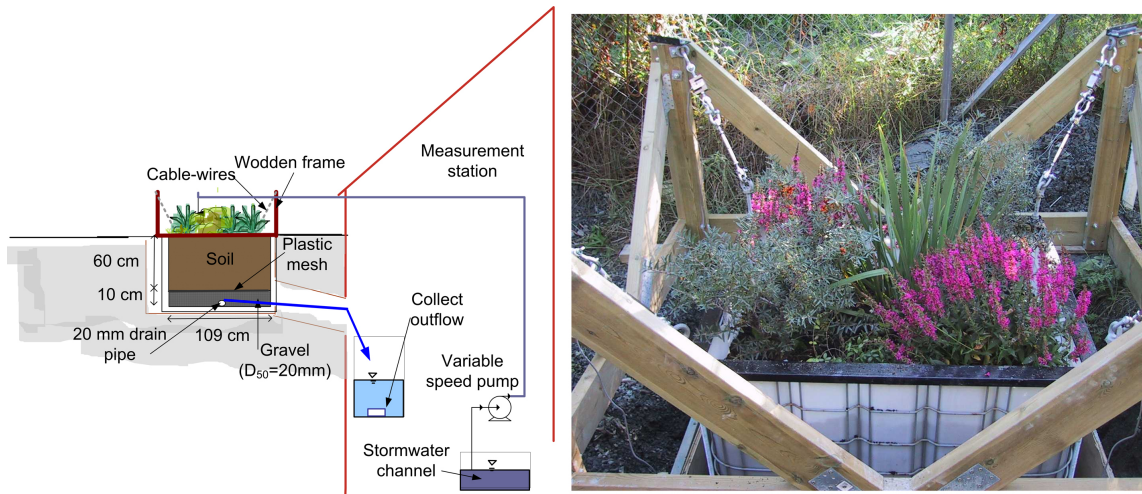 Measurement
station
Wodden frame
Cable-wires
Plastic
mesh
Soil
60 cm
10 cm
Collect
outflow
20 mm drain
pipe
109 cm
Gravel
(D50=20mm)
Variable
speed pump
Stormwater
channel